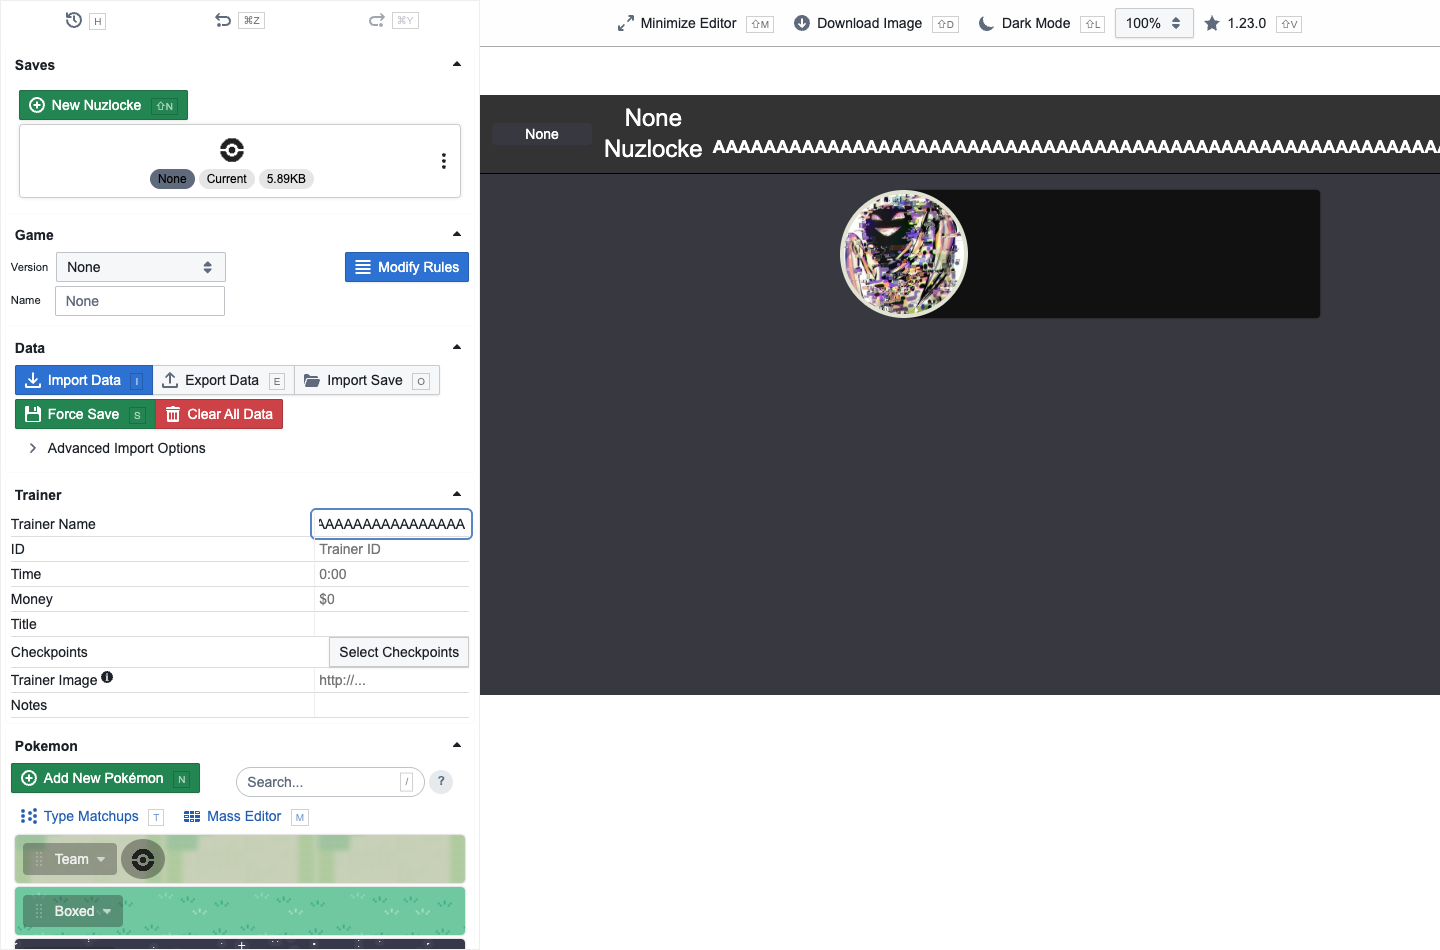 H ⌘Z ⌘Y
Minimize Editor ⇧M Download Image ⇧D Dark Mode ⇧L 100% 1.23.0 ⇧V
Saves
New Nuzlocke ⇧N
None Current 5.89KB
Game
Version None Modify Rules
Name None
Data
Import Data I Export Data E Import Save O
Force Save S Clear All Data
Advanced Import Options
Trainer
Trainer Name AAAAAAAAAAAAAAAA
ID Trainer ID
Time 0:00
Money $0
Title
Checkpoints Select Checkpoints
Trainer Image http://...
Notes
Pokemon
Add New Pokémon N Search... / ?
Type Matchups T Mass Editor M
Team
Boxed
None
None
Nuzlocke